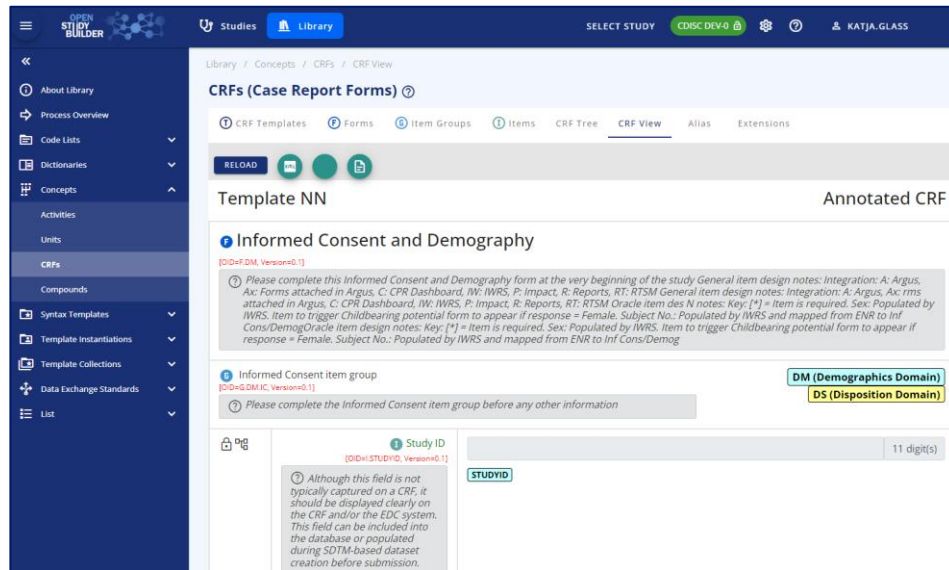 OPEN
STUDY
BUILDER
Studies
Library
SELECT STUDY
CDISC DEV-0
KATJA.GLASS
About Library
Process Overview
Code Lists
Dictionaries
Concepts
Activities
Units
CRFs
Compounds
Syntax Templates
Template Instantiations
Template Collections
Data Exchange Standards
List
Library / Concepts / CRFs / CRF View
CRFs (Case Report Forms)
T CRF Templates
F Forms
G Item Groups
I Items
CRF Tree
CRF View
Alias
Extensions
RELOAD
Template NN
Annotated CRF
F Informed Consent and Demography
[OID=F.DM, Version=0.1]
Please complete this Informed Consent and Demography form at the very beginning of the study General item design notes: Integration: A: Argus,
Ax: Forms attached in Argus, C: CPR Dashboard, IW: IWRS, P: Impact, R: Reports, RT: RTSM General item design notes: Integration: A: Argus, Ax: rms
attached in Argus, C: CPR Dashboard, IW: IWRS, P: Impact, R: Reports, RT: RTSM Oracle item des N notes: Key: [*] = Item is required. Sex: Populated by
IWRS. Item to trigger Childbearing potential form to appear if response = Female. Subject No.: Populated by IWRS and mapped from ENR to Inf
Cons/DemogOracle item design notes: Key: [*] = Item is required. Sex: Populated by IWRS. Item to trigger Childbearing potential form to appear if
response = Female. Subject No.: Populated by IWRS and mapped from ENR to Inf Cons/Demog
G Informed Consent item group
[OID=G.DM.IC, Version=0.1]
Please complete the Informed Consent item group before any other information
DM (Demographics Domain)
DS (Disposition Domain)
I Study ID
[OID=I.STUDYID, Version=0.1]
Although this field is not
typically captured on a CRF, it
should be displayed clearly on
the CRF and/or the EDC system.
This field can be included into
the database or populated
during SDTM-based dataset
creation before submission.
11 digit(s)
STUDYID